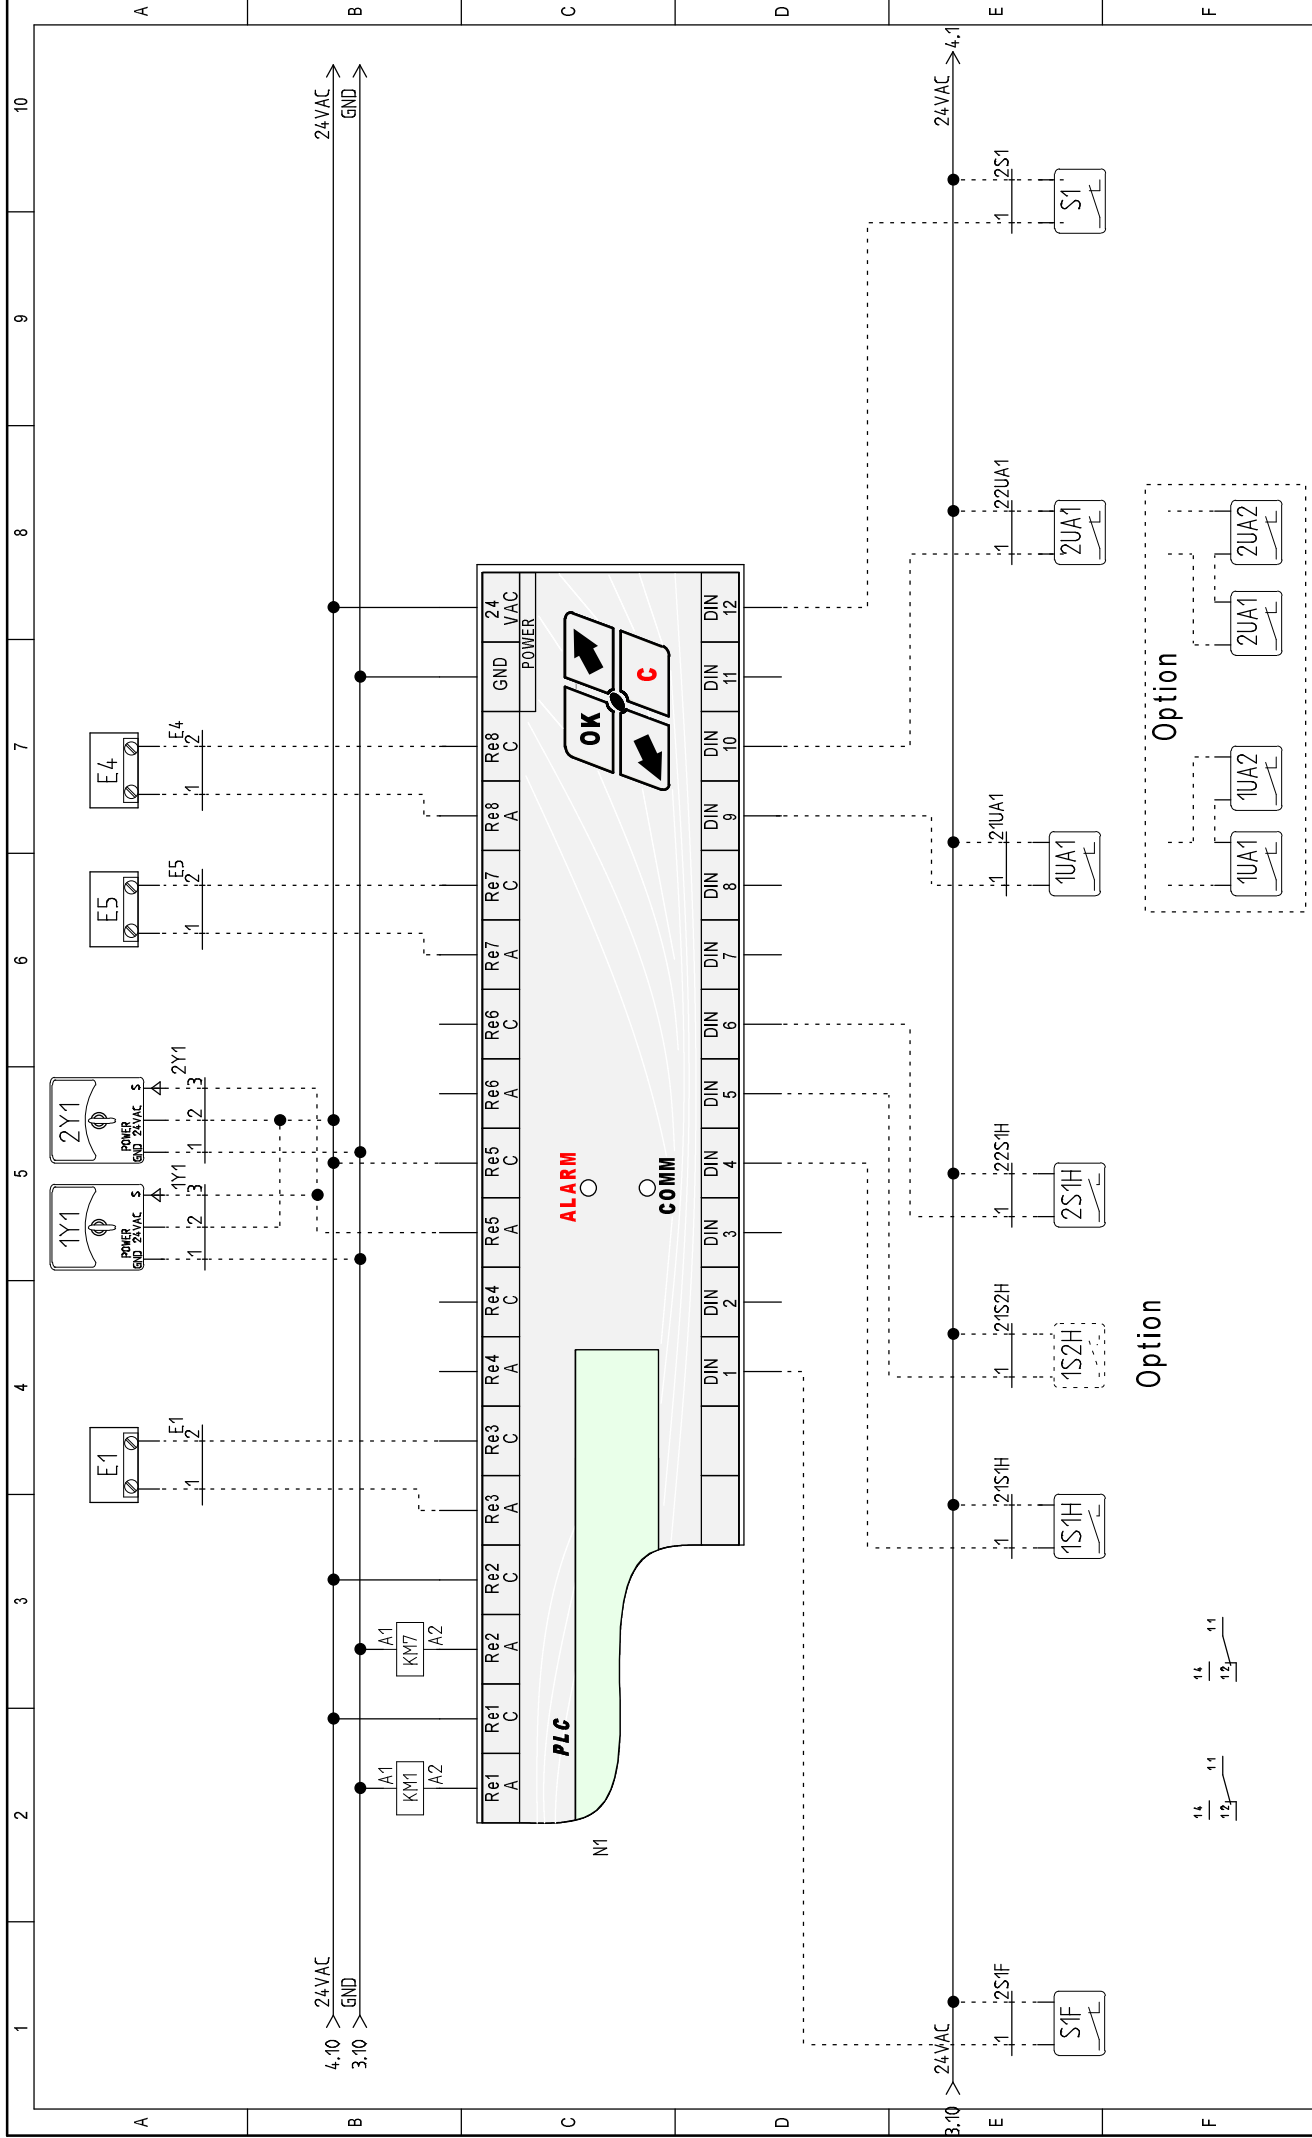 1 2 3 4 5 6 7 8 9 10
A A
B B
C C
D D
E E
F F
1Y1
POWER
GND 24VAC S
1 2 3
1Y1
2Y1
POWER
GND 24VAC S
1 2 3
2Y1
E1
1 2
E1
E5
1 2
E5
E4
1 2
E4
4.10 24VAC 24VAC
3.10 GND GND
A1 A1
KM1 KM7
A2 A2
Re1 Re1 Re2 Re2 Re3 Re3 Re4 Re4 Re5 Re5 Re6 Re6 Re7 Re7 Re8 Re8 GND 24
A C A C A C A C A C A C A C A C VAC
POWER
PLC
ALARM
OK
C
COMM
N1
DIN DIN DIN DIN DIN DIN DIN DIN DIN DIN DIN DIN
1 2 3 4 5 6 7 8 9 10 11 12
3.10 24VAC 24VAC 4.1
1 2S1F
S1F
1 21S1H
1S1H
1 21S2H
1S2H
1 22S1H
2S1H
1 21UA1
1UA1
1 22UA1
2UA1
1 2S1
S1
Option
Option
14 11
12
14 11
12
1UA1 1UA2 2UA1 2UA2